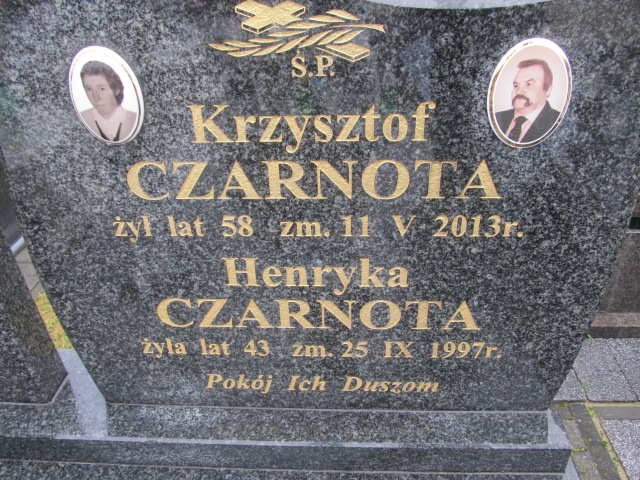 Ś.P.
Krzysztof
CZARNOTA
żył lat 58 zm. 11 V 2013r.
Henryka
CZARNOTA
żyła lat 43 zm. 25 IX 1997r.
Pokój Ich Duszom